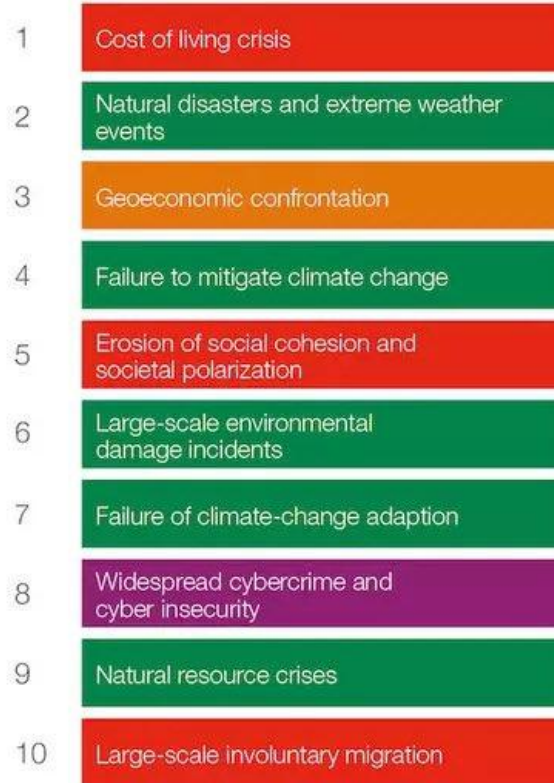 1 Cost of living crisis
2 Natural disasters and extreme weather
events
3 Geoeconomic confrontation
4 Failure to mitigate climate change
5 Erosion of social cohesion and
societal polarization
6 Large-scale environmental
damage incidents
7 Failure of climate-change adaption
8 Widespread cybercrime and
cyber insecurity
9 Natural resource crises
10 Large-scale involuntary migration